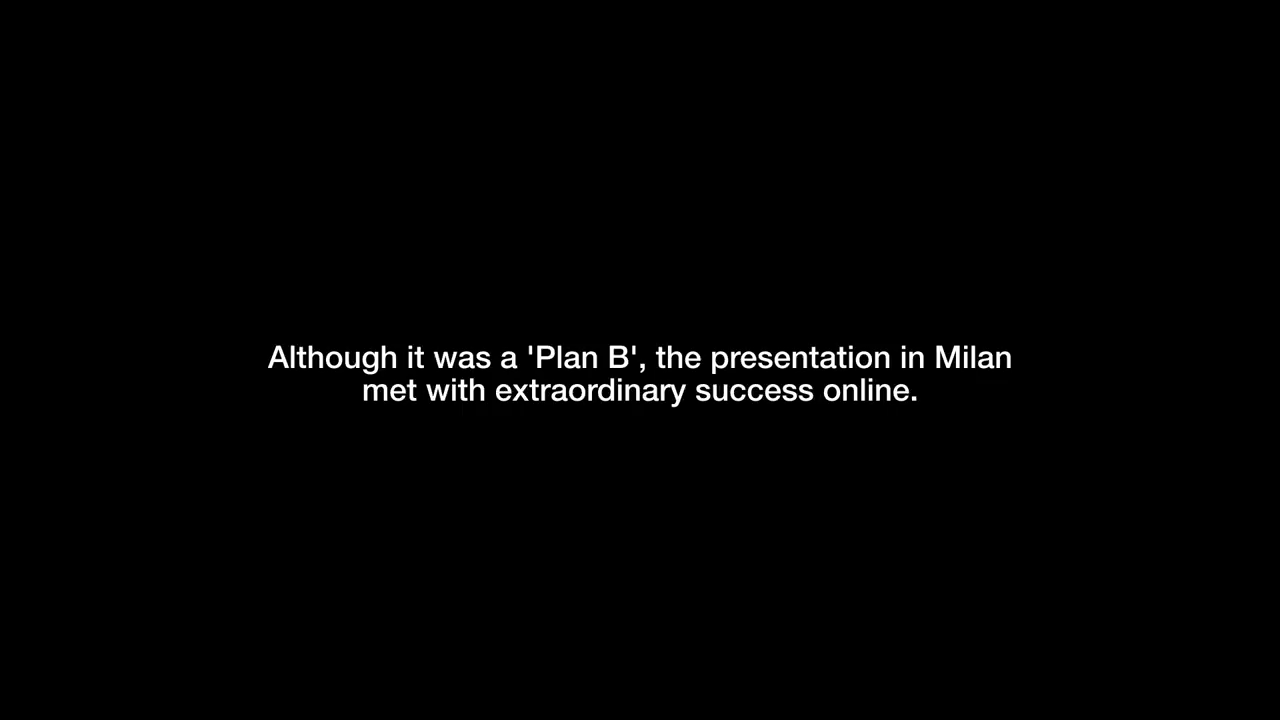 Although it was a 'Plan B', the presentation in Milan
met with extraordinary success online.